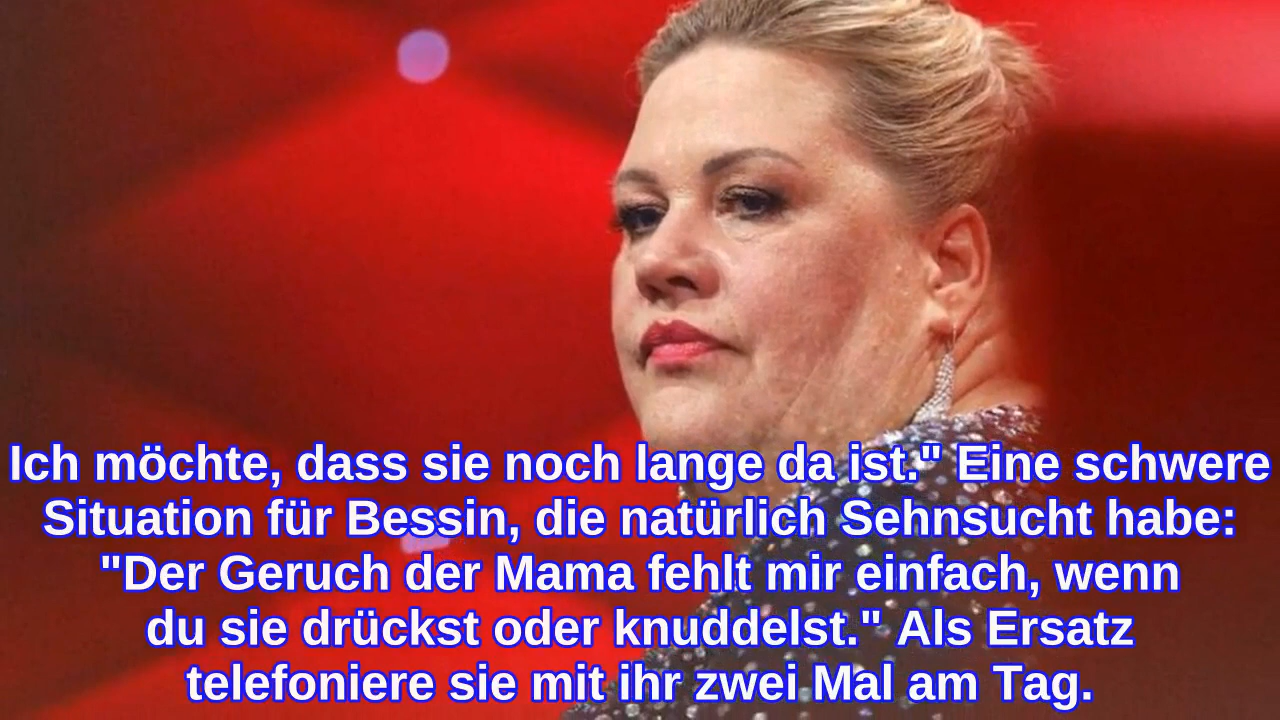 Ich möchte, dass sie noch lange da ist." Eine schwere
Situation für Bessin, die natürlich Sehnsucht habe:
"Der Geruch der Mama fehlt mir einfach, wenn
du sie drückst oder knuddelst." Als Ersatz
telefoniere sie mit ihr zwei Mal am Tag.